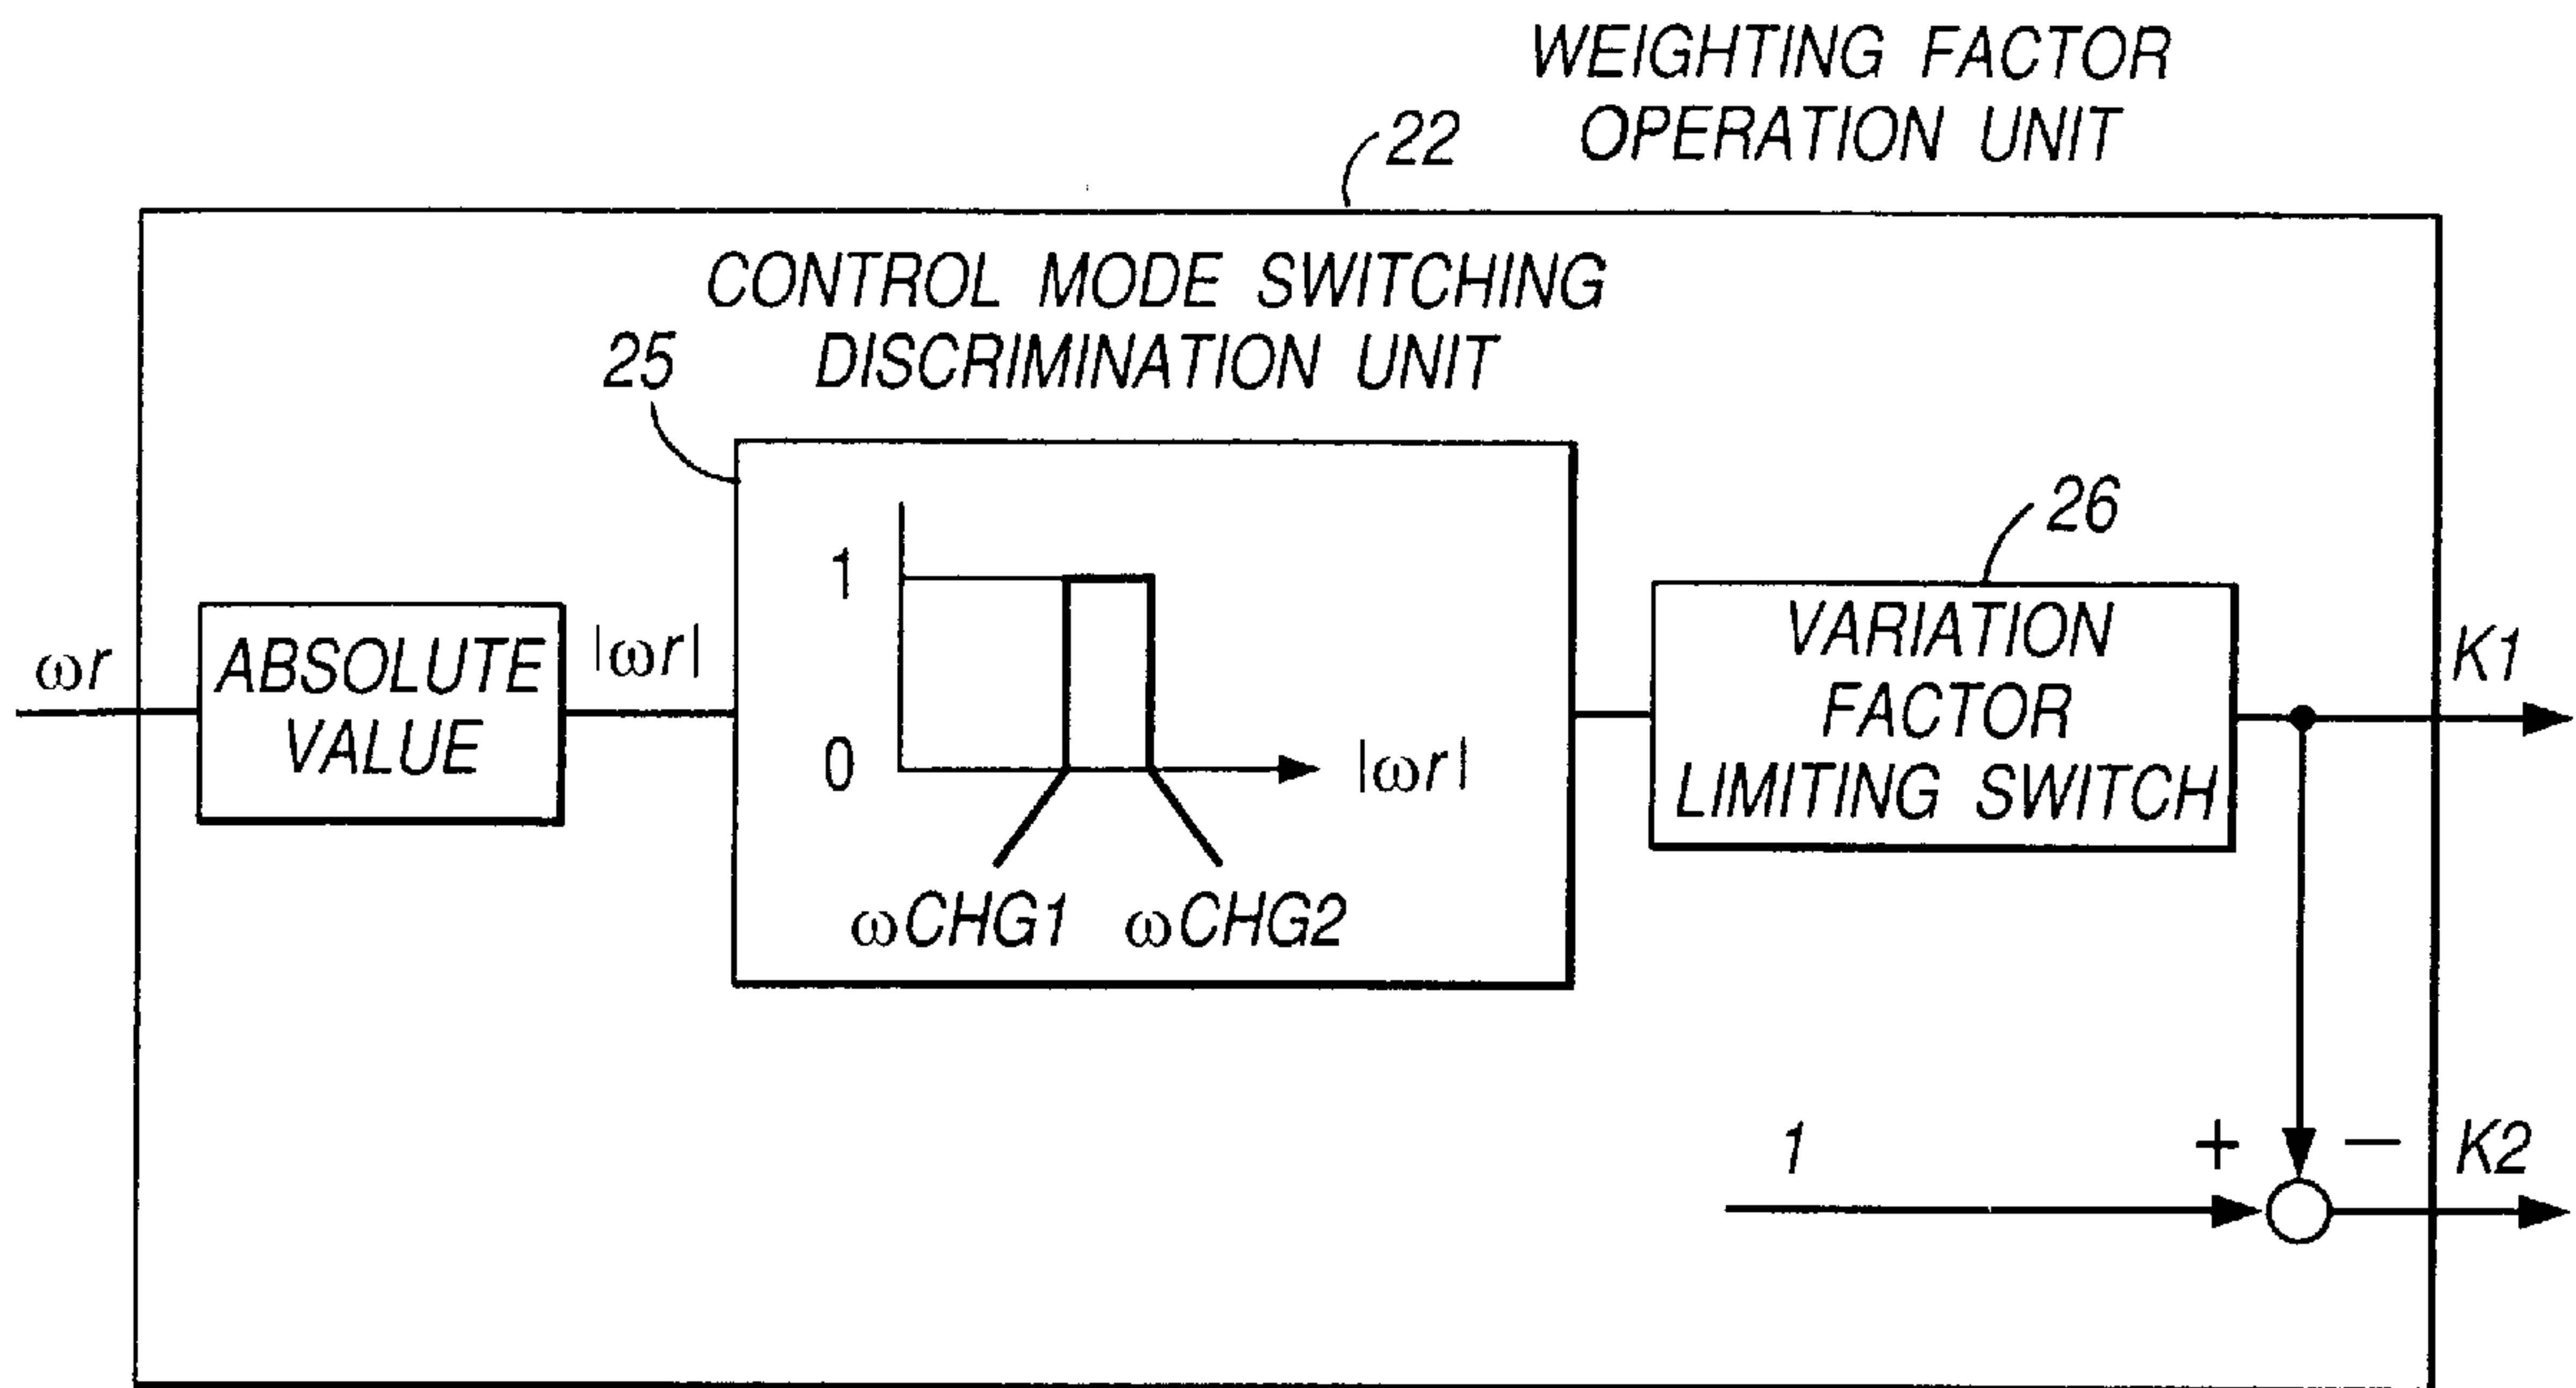 WEIGHTING FACTOR
OPERATION UNIT
22
CONTROL MODE SWITCHING
DISCRIMINATION UNIT
25
26
1
0
|ωr|
ωCHG1 ωCHG2
ωr
ABSOLUTE
VALUE
|ωr|
VARIATION
FACTOR
LIMITING SWITCH
K1
1
+ −
K2